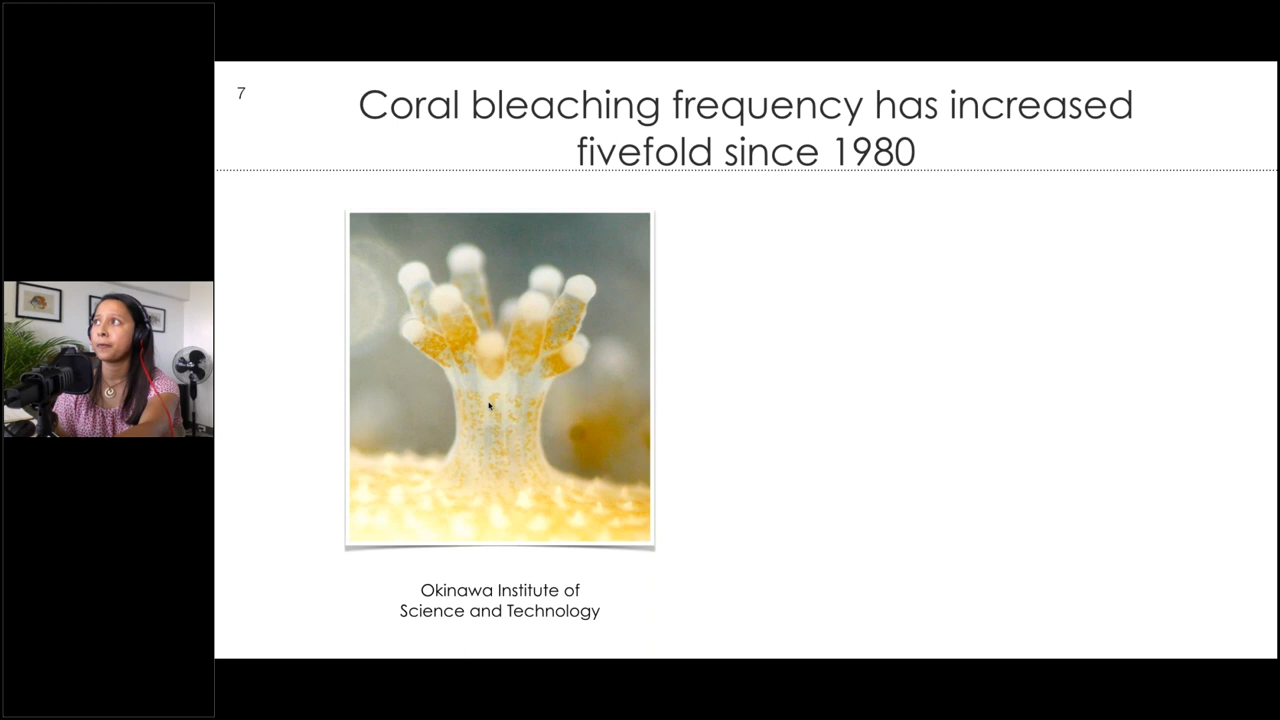 7
Coral bleaching frequency has increased
fivefold since 1980
Okinawa Institute of
Science and Technology